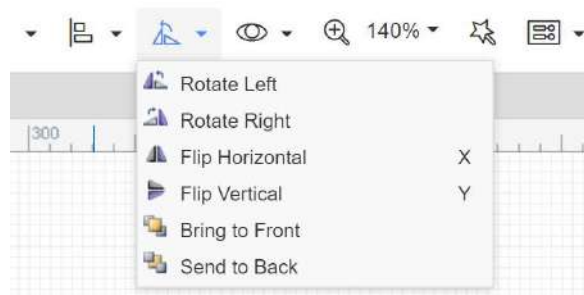 140%
300
Rotate Left
Rotate Right
Flip Horizontal X
Flip Vertical Y
Bring to Front
Send to Back